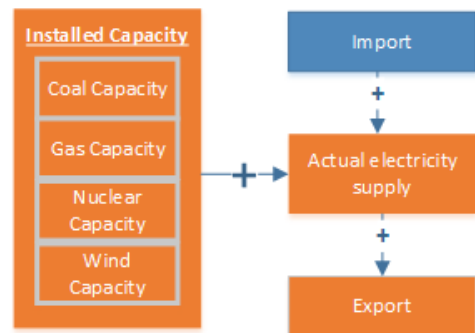 Installed Capacity
Coal Capacity
Gas Capacity
Nuclear
Capacity
Wind
Capacity
+
Import
+
Actual electricity
supply
+
Export